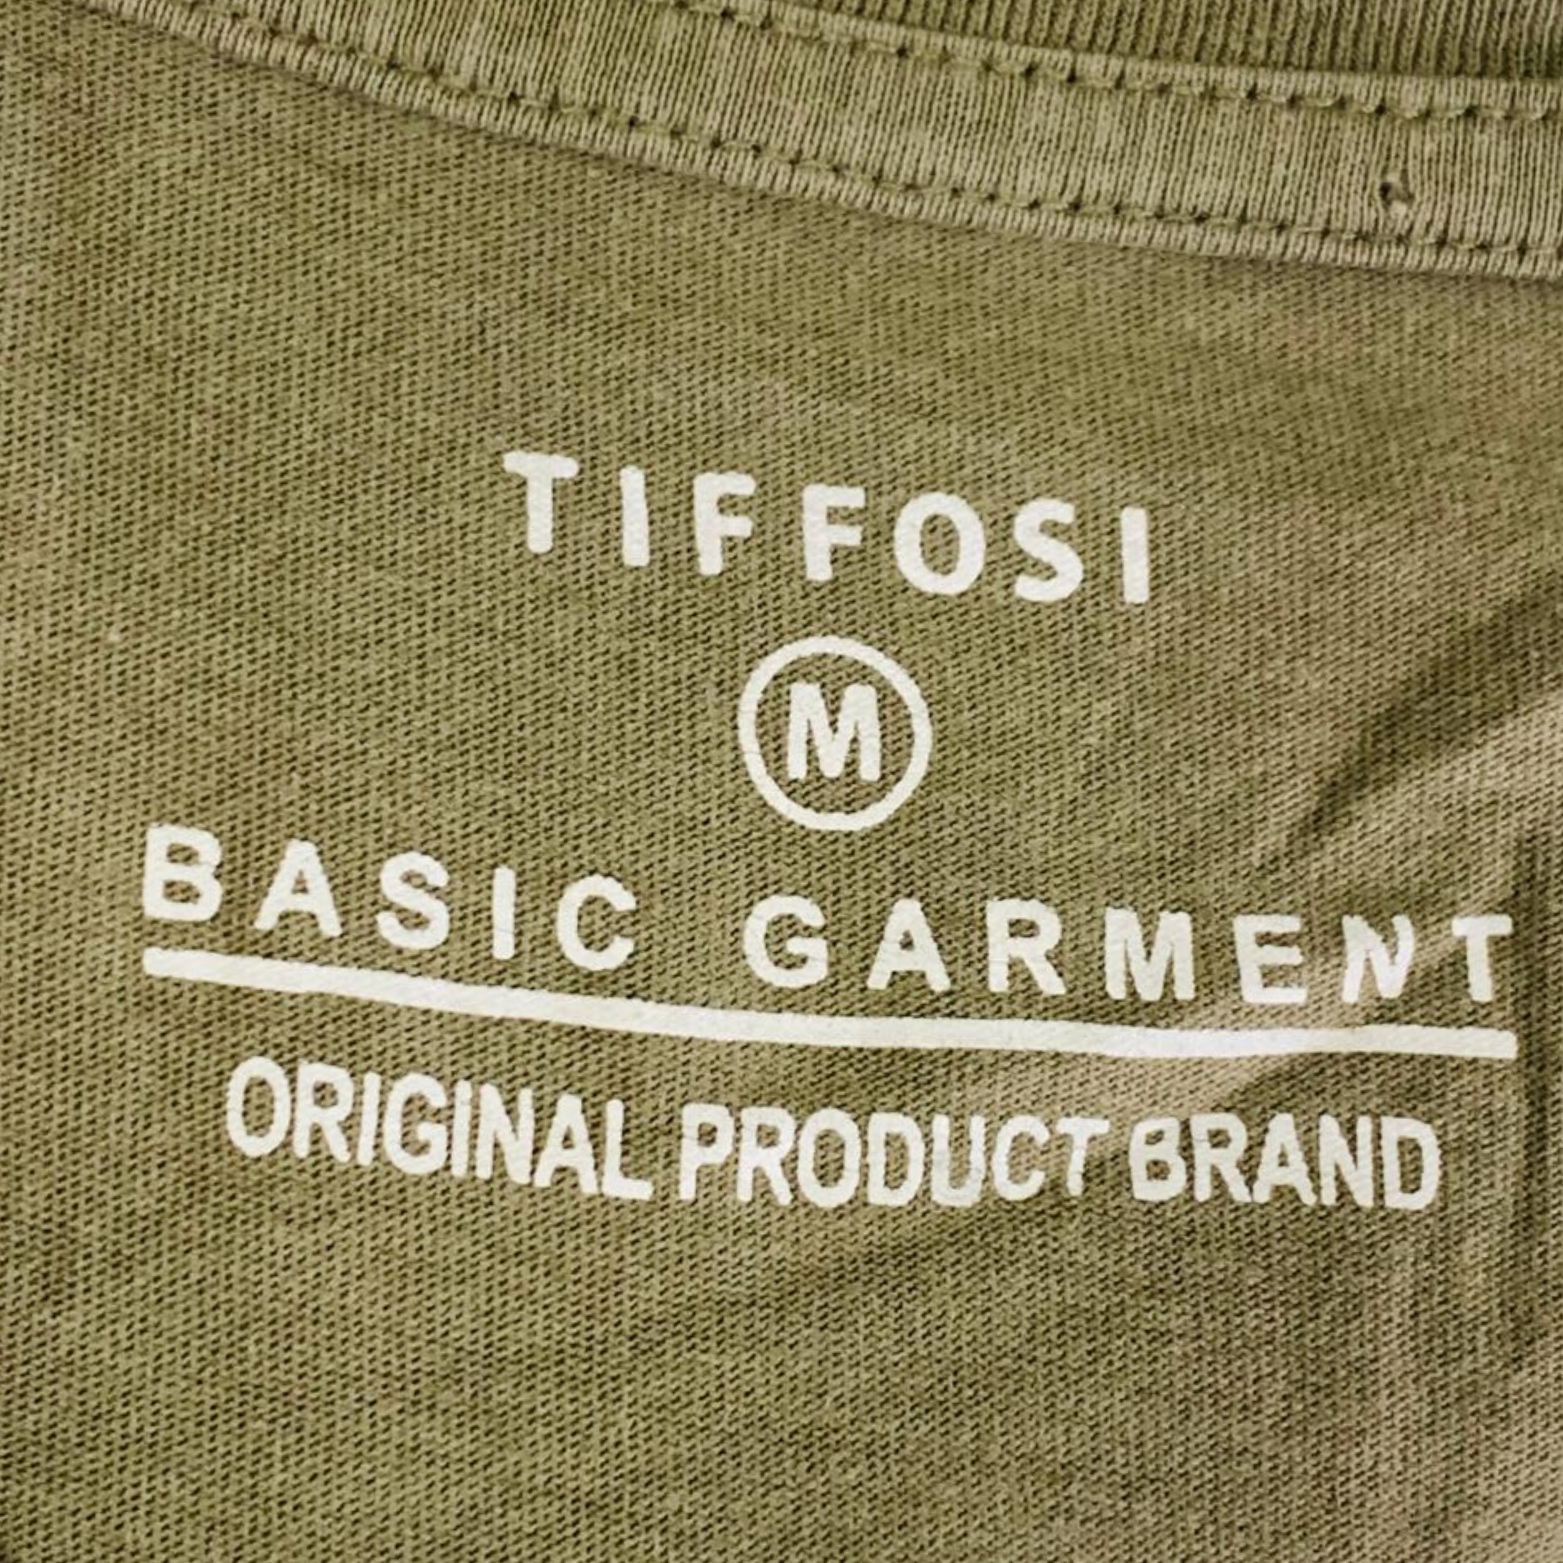 TIFFOSI
M
BASIC GARMENT
ORIGINAL PRODUCT BRAND